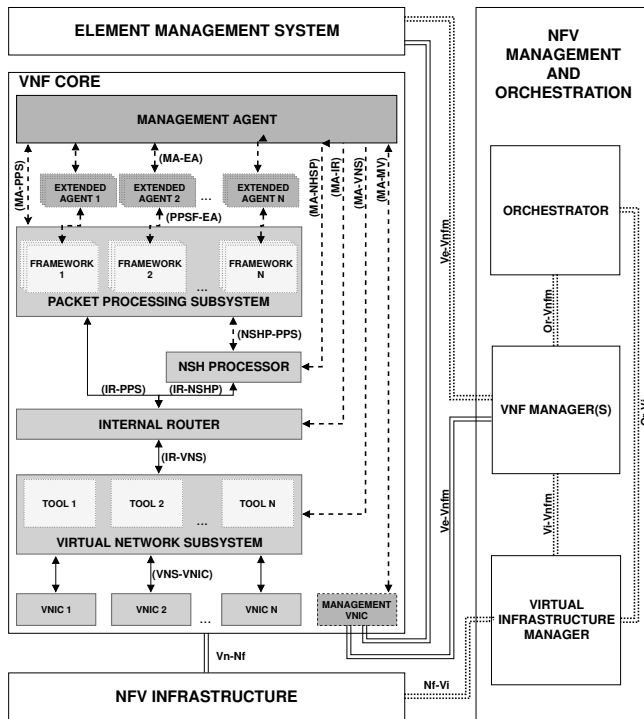 ELEMENT MANAGEMENT SYSTEM
NFV
MANAGEMENT
AND
ORCHESTRATION
VNF CORE
MANAGEMENT AGENT
(MA-PPS)
(MA-EA)
(MA-NHSP)
(MA-IR)
(MA-VNS)
(MA-MV)
EXTENDED
AGENT 1
EXTENDED
AGENT 2
...
EXTENDED
AGENT N
(PPSF-EA)
FRAMEWORK
1
FRAMEWORK
2
...
FRAMEWORK
N
PACKET PROCESSING SUBSYSTEM
(NSHP-PPS)
NSH PROCESSOR
(IR-PPS)
(IR-NSHP)
INTERNAL ROUTER
(IR-VNS)
TOOL 1
TOOL 2
...
TOOL N
VIRTUAL NETWORK SUBSYSTEM
(VNS-VNIC)
VNIC 1
VNIC 2
...
VNIC N
MANAGEMENT
VNIC
Vn-Nf
NFV INFRASTRUCTURE
Ve-Vnfm
Ve-Vnfm
Nf-Vi
ORCHESTRATOR
Or-Vnfm
VNF MANAGER(S)
Vi-Vnfm
VIRTUAL
INFRASTRUCTURE
MANAGER